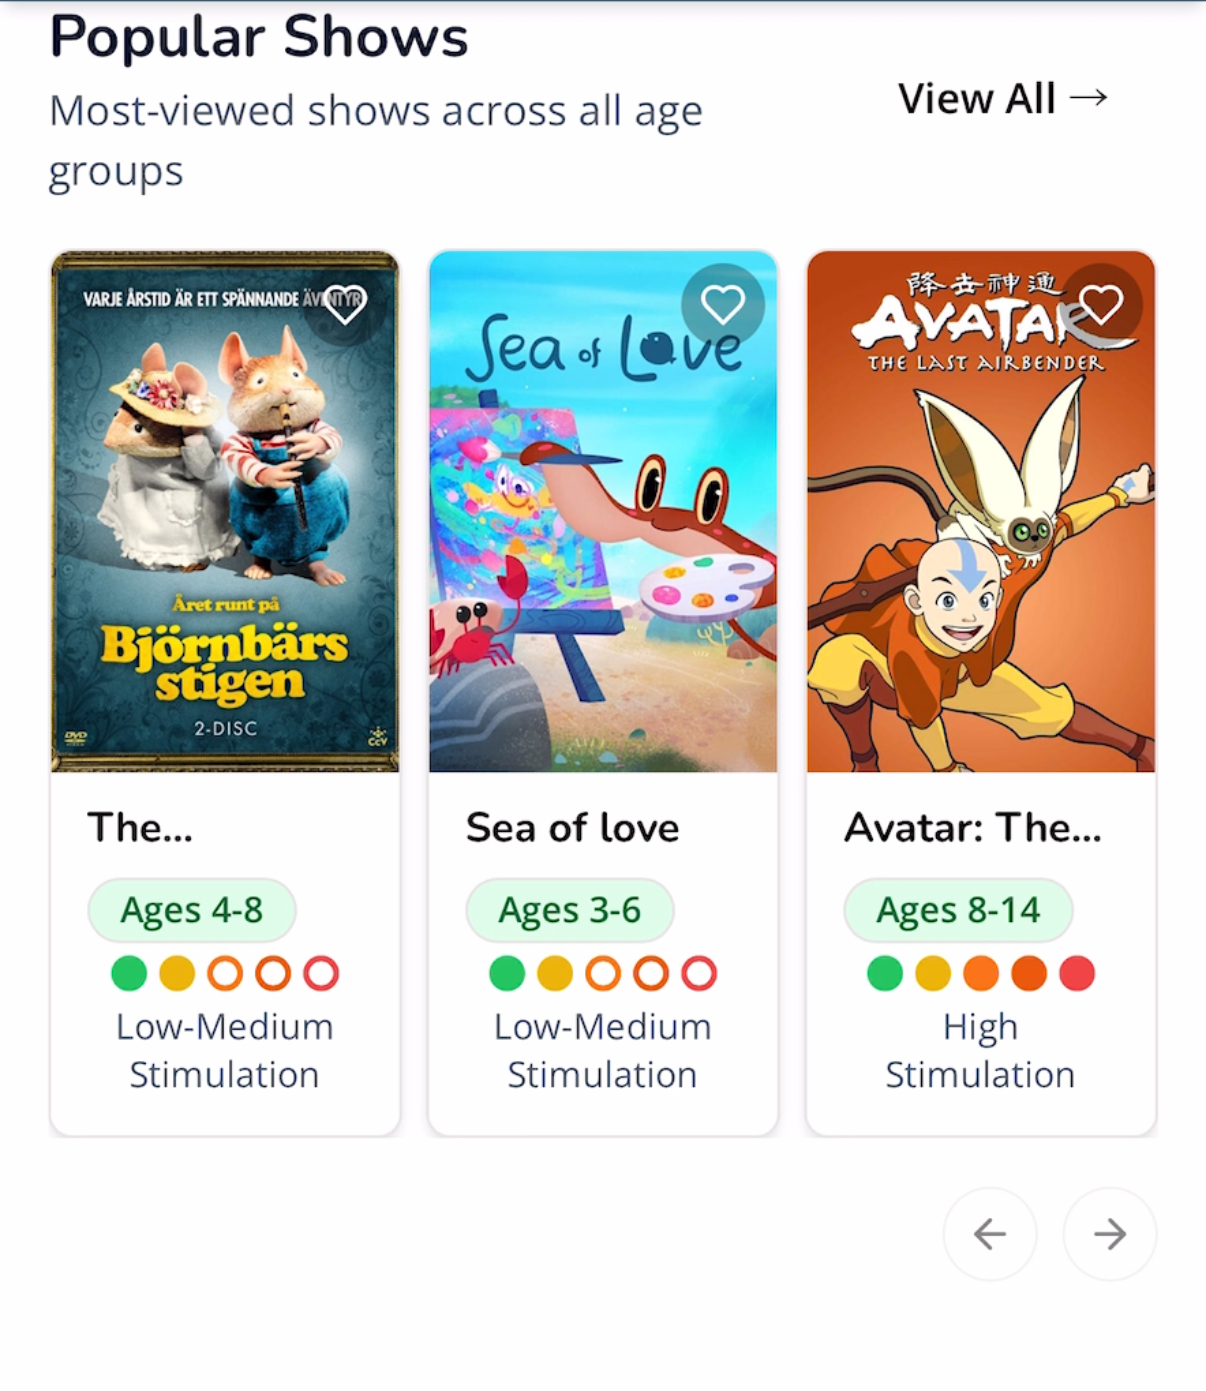 Popular Shows
Most-viewed shows across all age
groups
View All →
VARJE ÅRSTID ÄR ETT SPÄNNANDE ÄVENTYR
Året runt på
Björnbärs
stigen
2-DISC
DVD
VIDEO
CCV
Sea of Love
降去神通
AVATAR
THE LAST AIRBENDER
The...
Sea of love
Avatar: The...
Ages 4-8
Ages 3-6
Ages 8-14
Low-Medium
Stimulation
Low-Medium
Stimulation
High
Stimulation